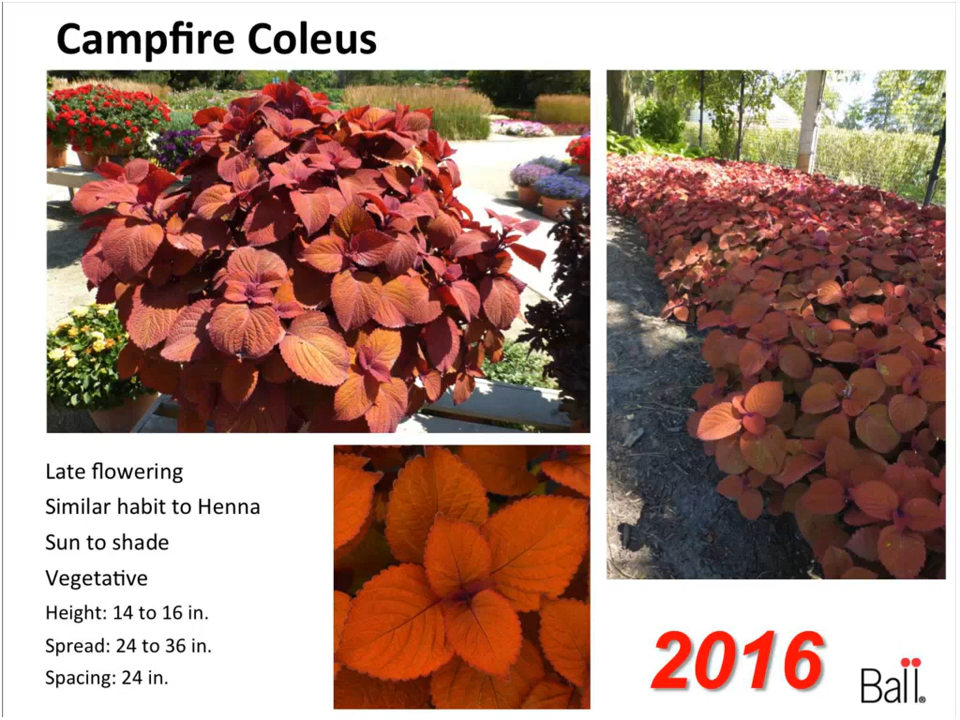 Campfire Coleus
Late flowering
Similar habit to Henna
Sun to shade
Vegetative
Height: 14 to 16 in.
Spread: 24 to 36 in.
Spacing: 24 in.
2016
Ball®